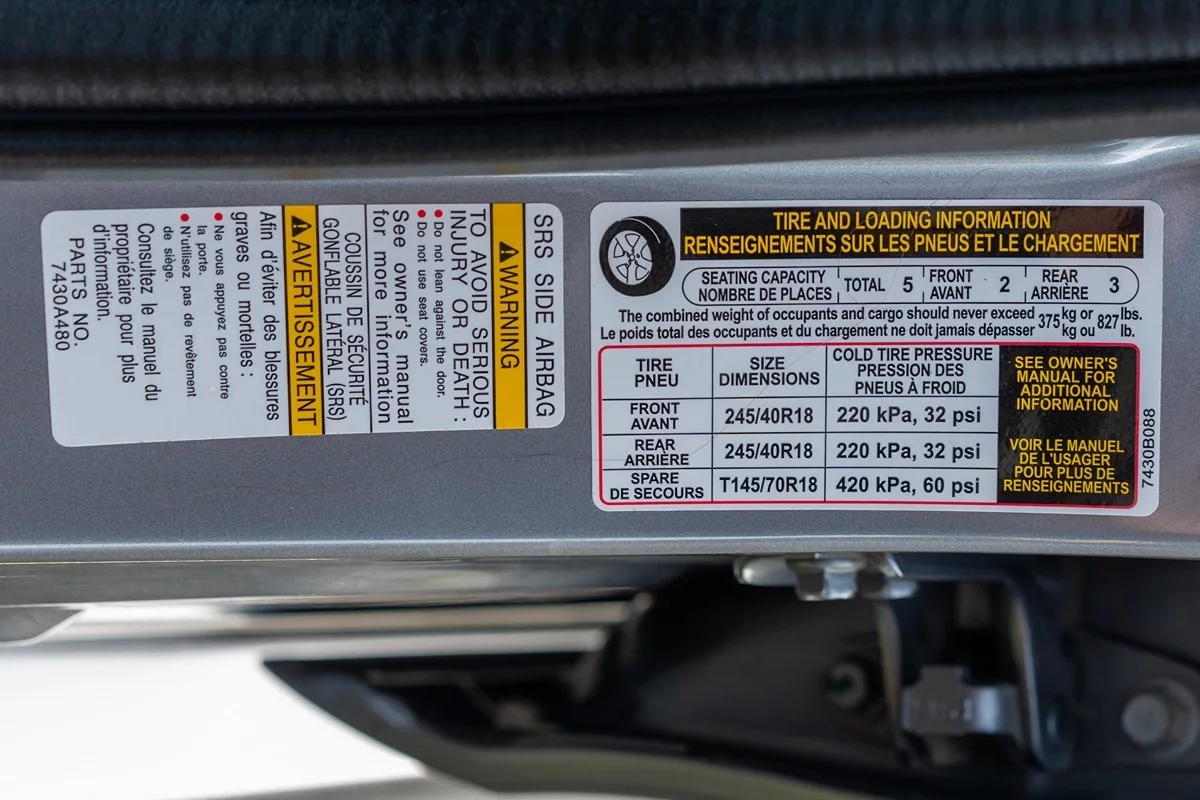 SRS SIDE AIRBAG
WARNING
TO AVOID SERIOUS
INJURY OR DEATH :
● Do not lean against the door.
● Do not use seat covers.
See owner's manual
for more information
COUSSIN DE SÉCURITÉ
GONFLABLE LATÉRAL (SRS)
AVERTISSEMENT
Afin d'éviter des blessures
graves ou mortelles :
● Ne vous appuyez pas contre
la porte.
● N'utilisez pas de revêtement
de siège.
Consultez le manuel du
propriétaire pour plus
d'information.
PARTS NO.
7430A480
TIRE AND LOADING INFORMATION
RENSEIGNEMENTS SUR LES PNEUS ET LE CHARGEMENT
SEATING CAPACITY
NOMBRE DE PLACES
TOTAL 5
FRONT
AVANT
2
REAR
ARRIÈRE
3
The combined weight of occupants and cargo should never exceed 375 kg or 827 lbs.
Le poids total des occupants et du chargement ne doit jamais dépasser kg ou lb.
TIRE
PNEU
SIZE
DIMENSIONS
COLD TIRE PRESSURE
PRESSION DES
PNEUS À FROID
FRONT
AVANT
245/40R18
220 kPa, 32 psi
REAR
ARRIÈRE
245/40R18
220 kPa, 32 psi
SPARE
DE SECOURS
T145/70R18
420 kPa, 60 psi
SEE OWNER'S
MANUAL FOR
ADDITIONAL
INFORMATION
VOIR LE MANUEL
DE L'USAGER
POUR PLUS DE
RENSEIGNEMENTS
7430B088